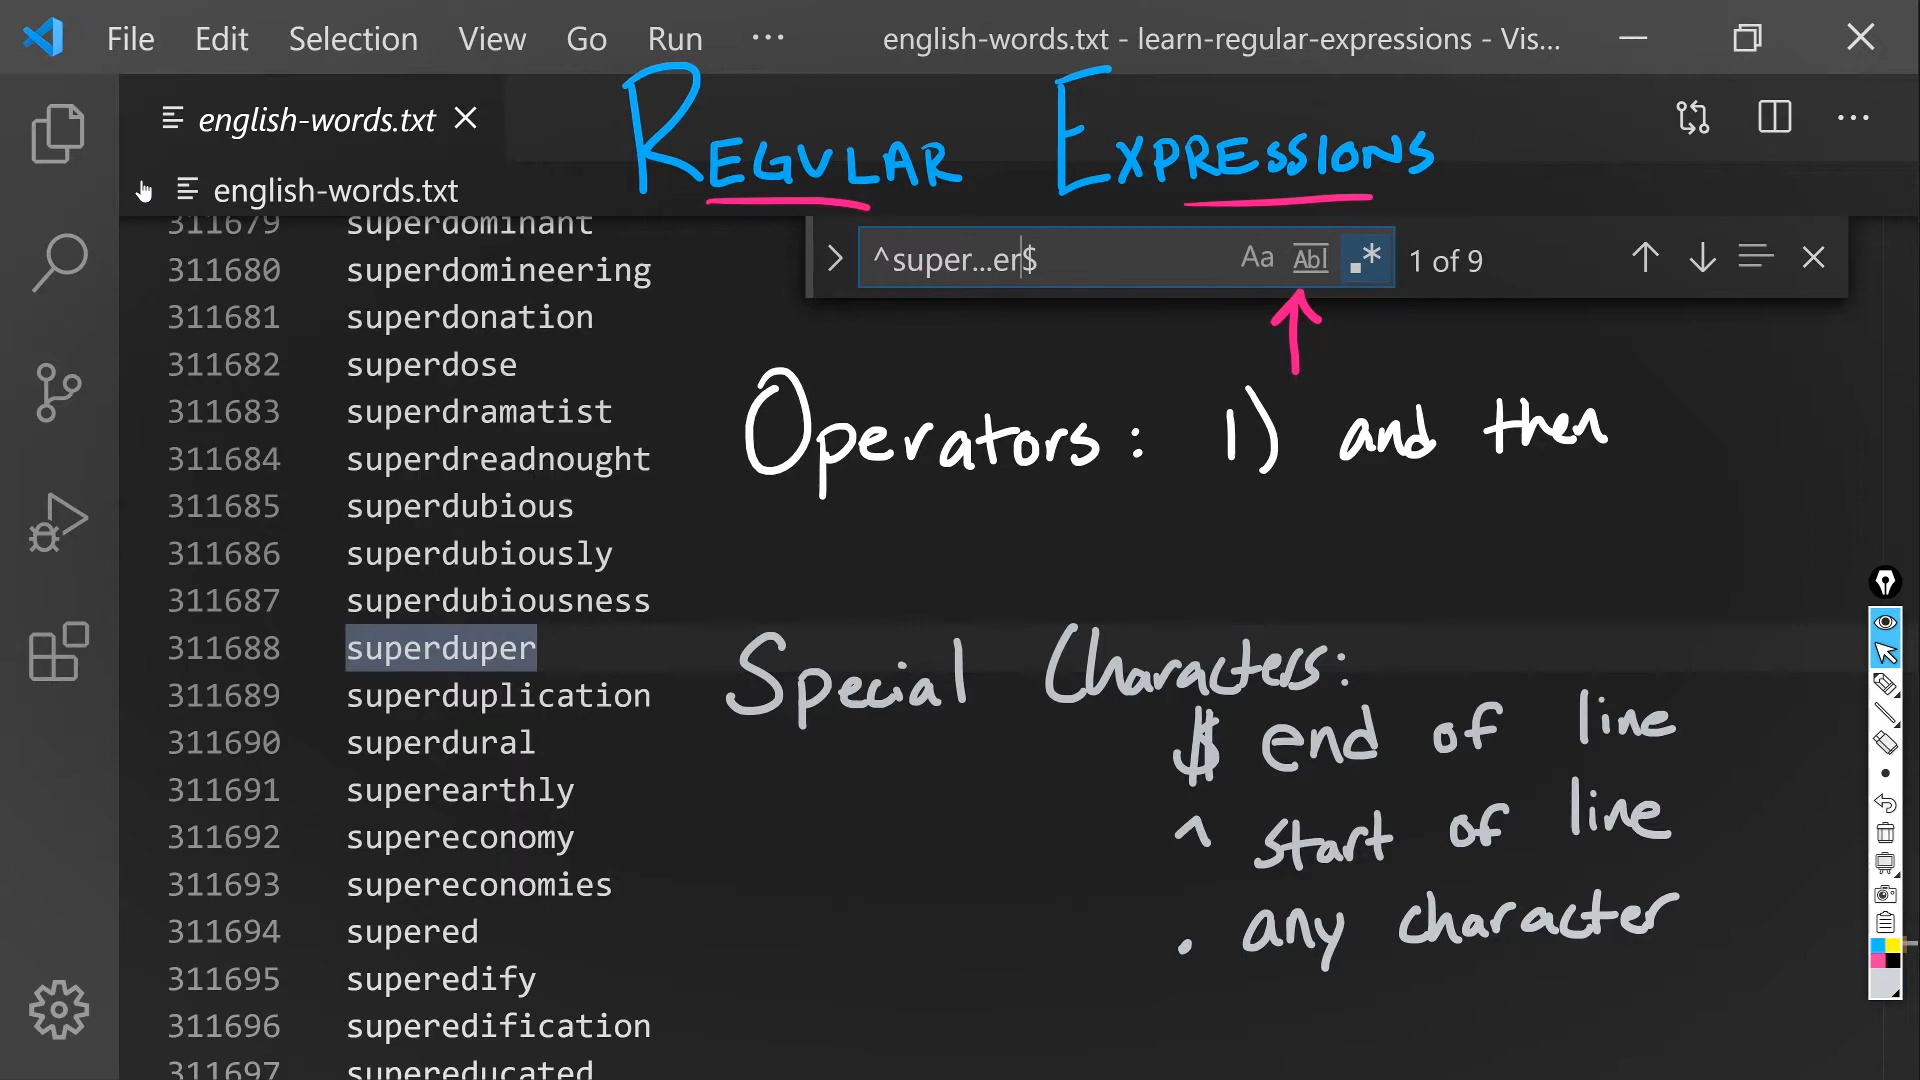 File Edit Selection View Go Run ··· english-words.txt - learn-regular-expressions - Vis...
english-words.txt
REGULAR EXPRESSIONS
english-words.txt
^super...er$ Aa Abl .* 1 of 9
311679 superdominant
311680 superdomineering
311681 superdonation
311682 superdose
311683 superdramatist
311684 superdreadnought
311685 superdubious
311686 superdubiously
311687 superdubiousness
311688 superduper
311689 superduplication
311690 superdural
311691 superearthly
311692 supereconomy
311693 supereconomies
311694 supered
311695 superedify
311696 superedification
311697 supereducated
Operators: 1) and then
Special Characters:
$ end of line
^ start of line
. any character